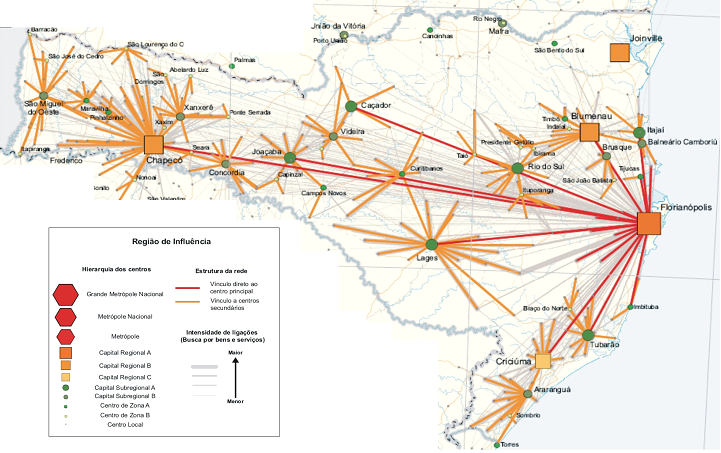 Barracão
São José do Cedro
São Lourenço do C
Abelardo Luz
São
Domingos
Palmas
União da Vitória
Porto União
Canoinhas
Rio Negro
Mafra
São Bento do Sul
Joinville
São Miguel
do Oeste
Maravilha
Pinhalzinho
Xanxerê
Xaxim
Ponte Serrada
Caçador
Videira
Timbó
Indaial
Blumenau
Itajaí
Balneário Camboriú
Brusque
Itapiranga
Frederico
Chapecó
Seara
Concordia
Joaçaba
Capinzal
Campos Novos
Curitibanos
Taió
Presidente Getúlio
Ibirama
Rio do Sul
Ituporanga
São João Batista
Tijucas
Nonoai
onito
São Valentim
Florianópolis
Lages
Braço do Norte
Imbituba
Tubarão
Criciúma
Araranguá
Sombrio
Torres
Região de Influência
Hierarquia dos centros
Grande Metrópole Nacional
Metrópole Nacional
Metrópole
Capital Regional A
Capital Regional B
Capital Regional C
Capital Subregional A
Capital Subregional B
Centro de Zona A
Centro de Zona B
Centro Local
Estrutura da rede
Vínculo direto ao
centro principal
Vínculo a centros
secundários
Intensidade de ligações
(Busca por bens e serviços)
Maior
Menor